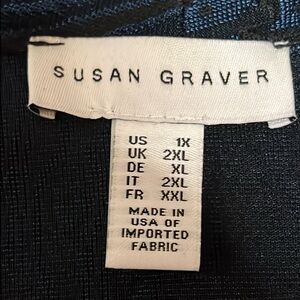 SUSAN GRAVER
US 1X
UK 2XL
DE XL
IT 2XL
FR XXL
MADE IN
USA OF
IMPORTED
FABRIC